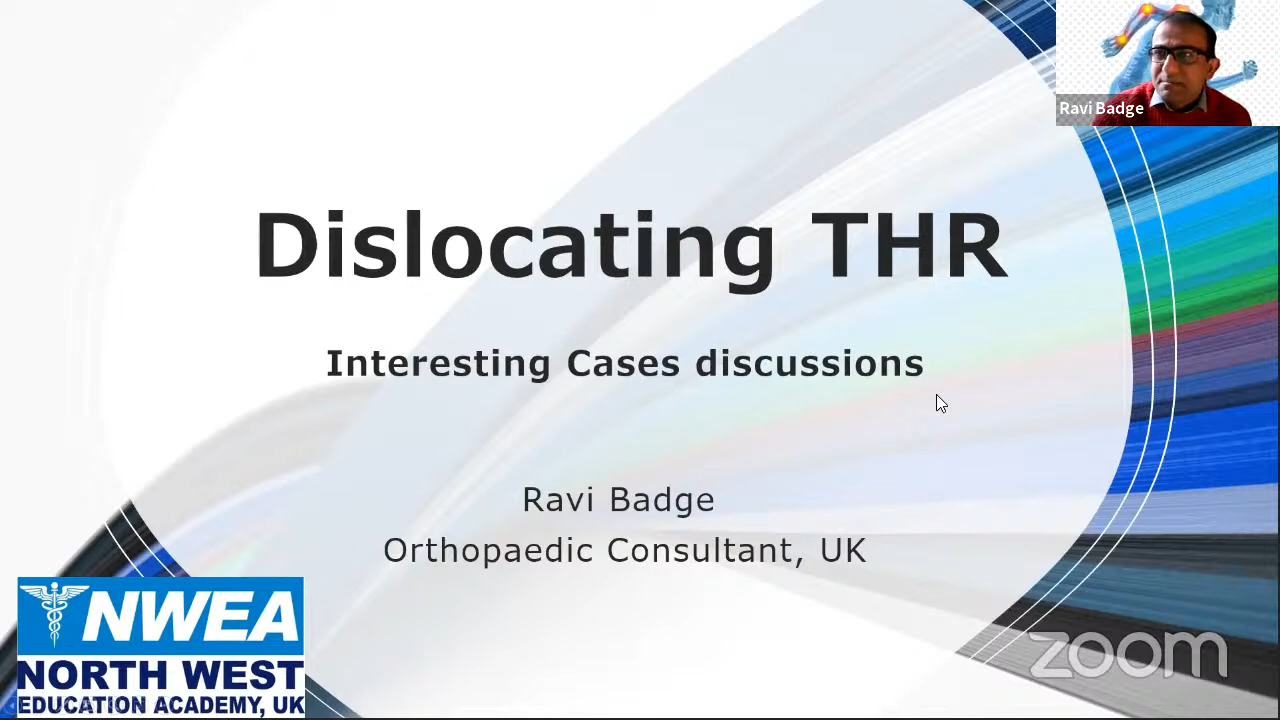 Ravi Badge
Dislocating THR
Interesting Cases discussions
Ravi Badge
Orthopaedic Consultant, UK
NWEA
NORTH WEST
EDUCATION ACADEMY, UK
zoom